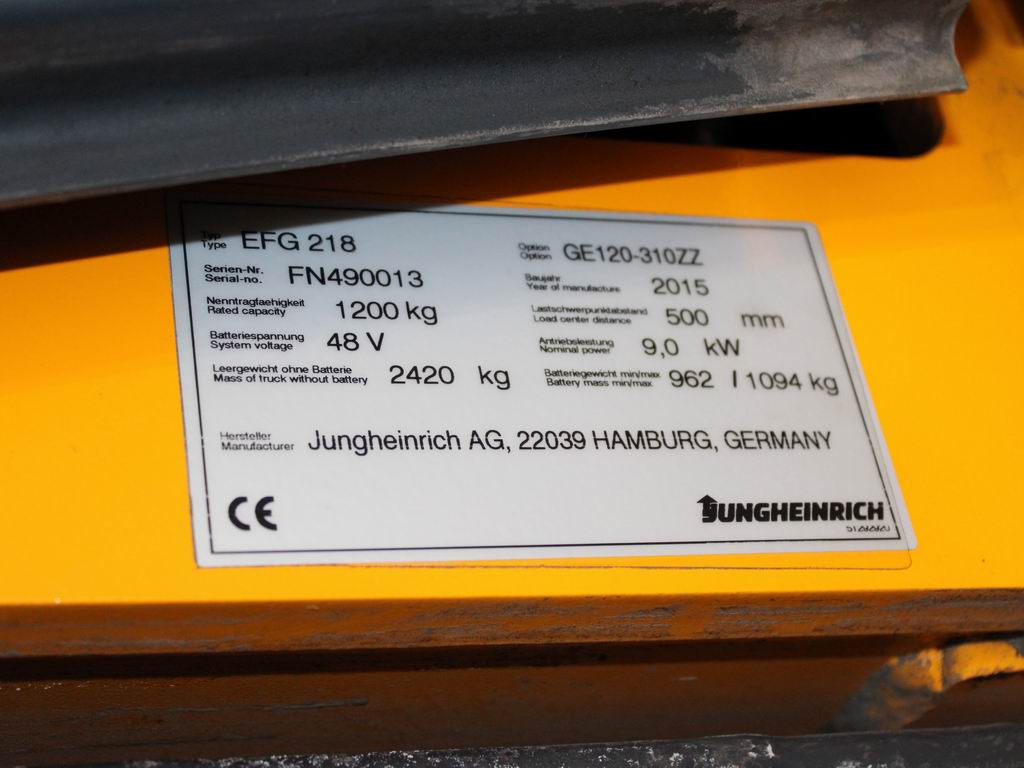 Typ
Type EFG 218
Option
Option GE120-310ZZ
Serien-Nr.
Serial-no. FN490013
Baujahr
Year of manufacture 2015
Nenntragfaehigkeit
Rated capacity 1200 kg
Lastschwerpunktabstand
Load center distance 500 mm
Batteriespannung
System voltage 48 V
Antriebsleistung
Nominal power 9,0 kW
Leergewicht ohne Batterie
Mass of truck without battery 2420 kg
Batteriegewicht min/max
Battery mass min/max 962 / 1094 kg
Hersteller
Manufacturer Jungheinrich AG, 22039 HAMBURG, GERMANY
CE
JUNGHEINRICH